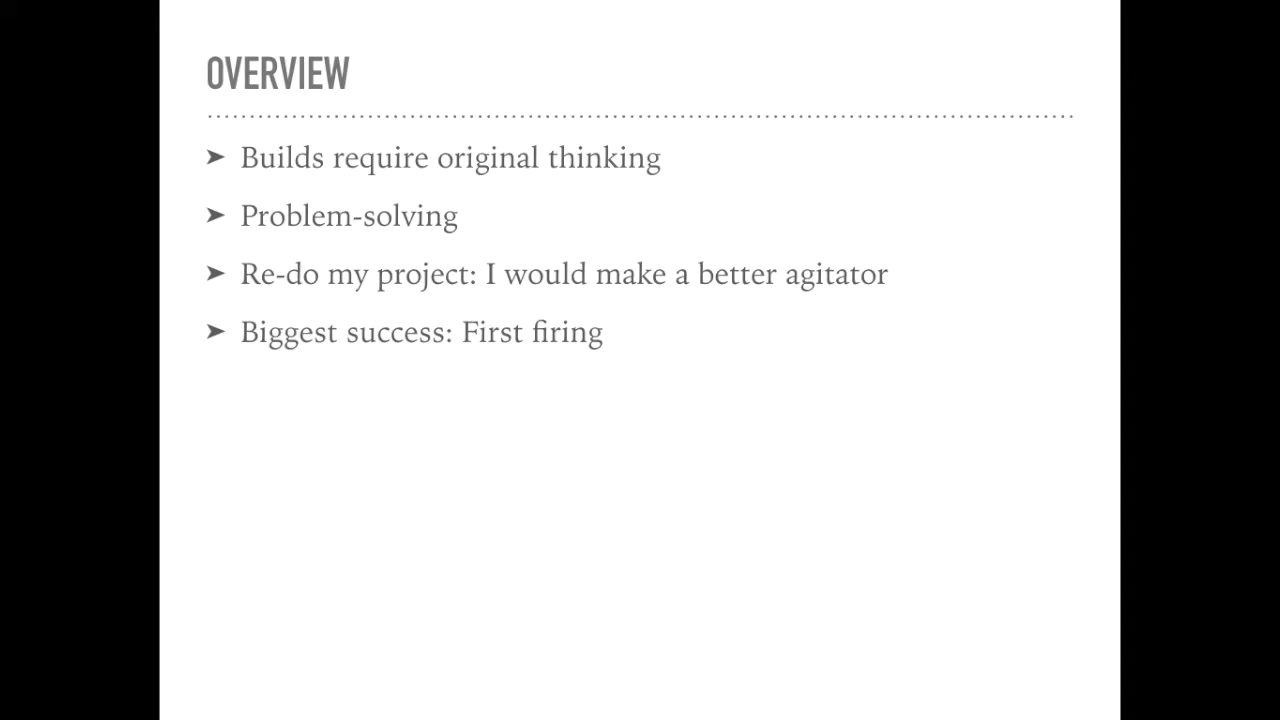 OVERVIEW
➤ Builds require original thinking
➤ Problem-solving
➤ Re-do my project: I would make a better agitator
➤ Biggest success: First firing